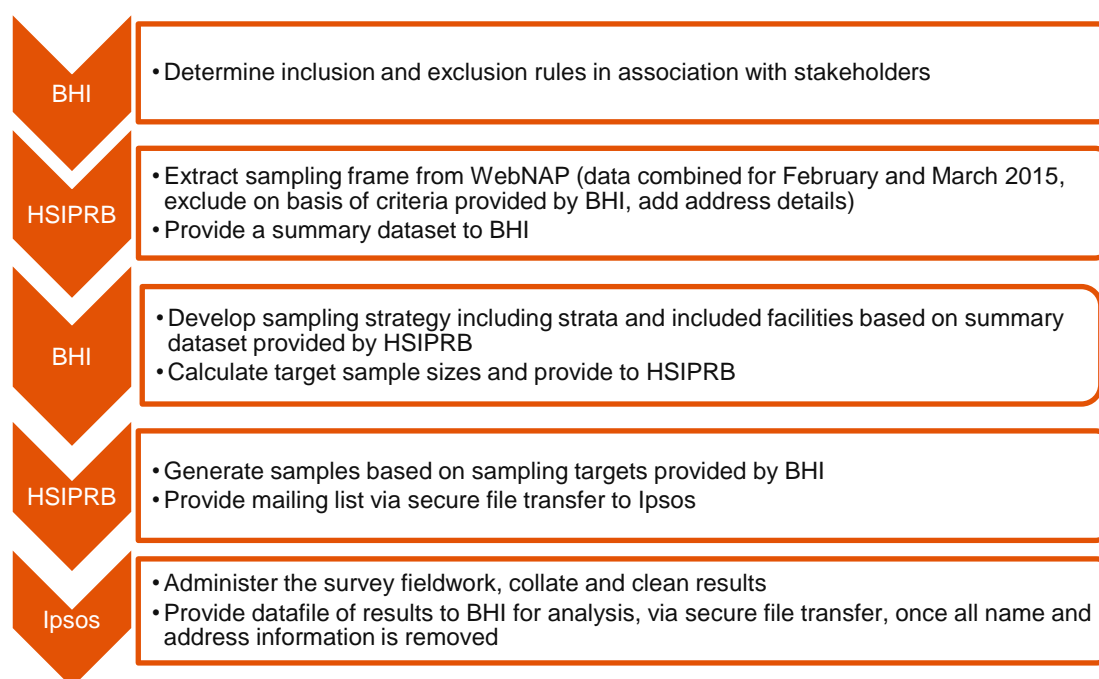 BHI
• Determine inclusion and exclusion rules in association with stakeholders
HSIPRB
• Extract sampling frame from WebNAP (data combined for February and March 2015,
exclude on basis of criteria provided by BHI, add address details)
• Provide a summary dataset to BHI
BHI
• Develop sampling strategy including strata and included facilities based on summary
dataset provided by HSIPRB
• Calculate target sample sizes and provide to HSIPRB
HSIPRB
• Generate samples based on sampling targets provided by BHI
• Provide mailing list via secure file transfer to Ipsos
Ipsos
• Administer the survey fieldwork, collate and clean results
• Provide datafile of results to BHI for analysis, via secure file transfer, once all name and
address information is removed